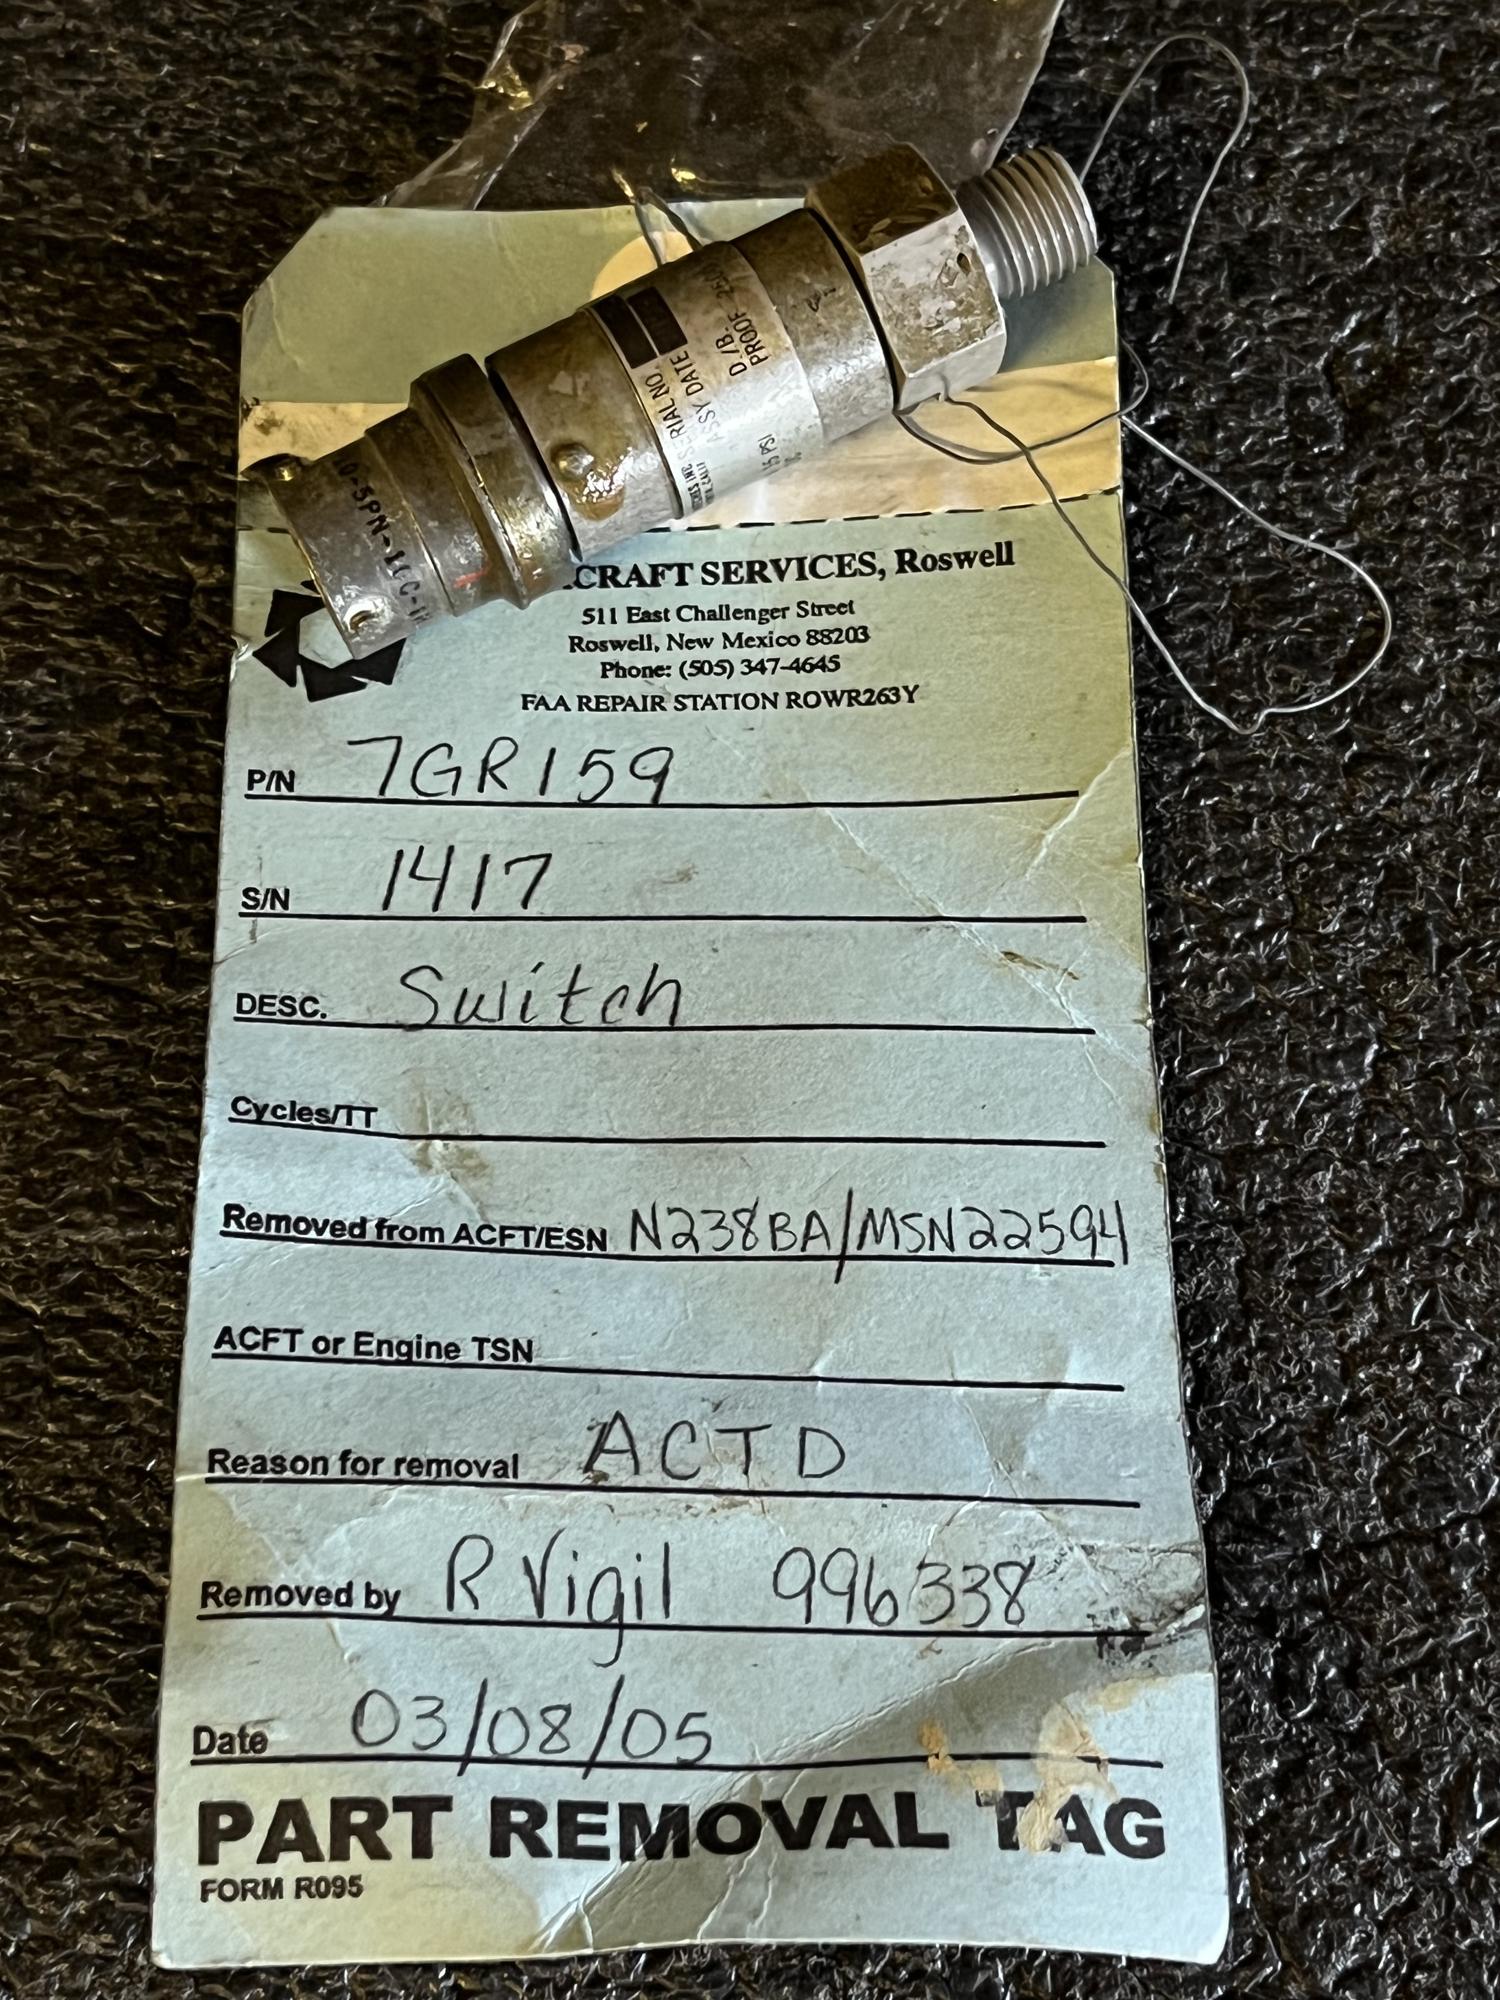 SERIAL NO.
ASSY DATE
D./B.
PROOF
PSI
CRAFT SERVICES, Roswell
511 East Challenger Street
Roswell, New Mexico 88203
Phone: (505) 347-4645
FAA REPAIR STATION ROWR263Y
P/N 7GR159
S/N 1417
DESC. Switch
Cycles/TT
Removed from ACFT/ESN N238BA/MSN22594
ACFT or Engine TSN
Reason for removal ACTD
Removed by R Vigil 996338
Date 03/08/05
PART REMOVAL TAG
FORM R095